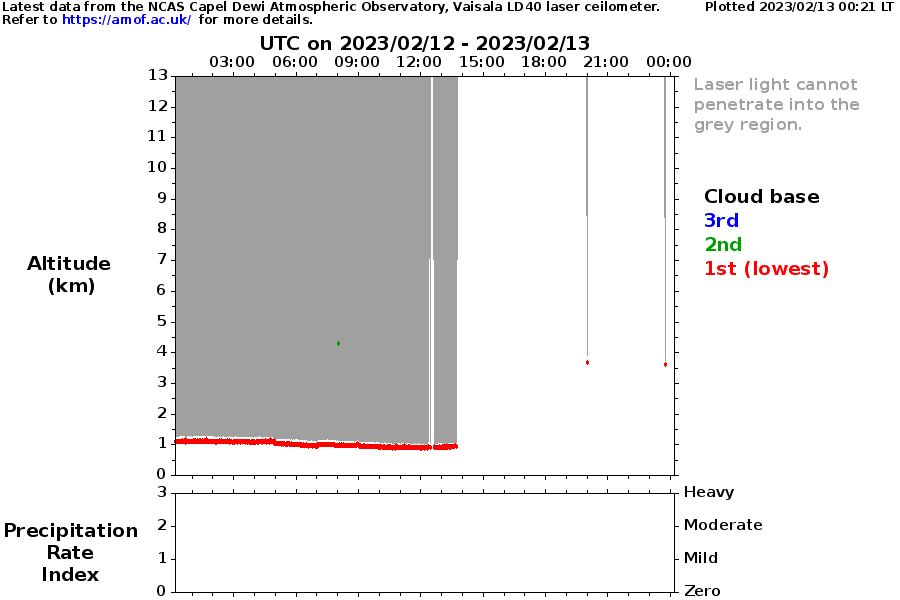 Latest data from the NCAS Capel Dewi Atmospheric Observatory, Vaisala LD40 laser ceilometer. Plotted 2023/02/13 00:21 LT
Refer to https://amof.ac.uk/ for more details.
UTC on 2023/02/12 - 2023/02/13
03:00 06:00 09:00 12:00 15:00 18:00 21:00 00:00
13
12
11
10
9
8
7
6
5
4
3
2
1
0
Altitude
(km)
Laser light cannot
penetrate into the
grey region.
Cloud base
3rd
2nd
1st (lowest)
3 Heavy
2 Moderate
1 Mild
0 Zero
Precipitation
Rate
Index